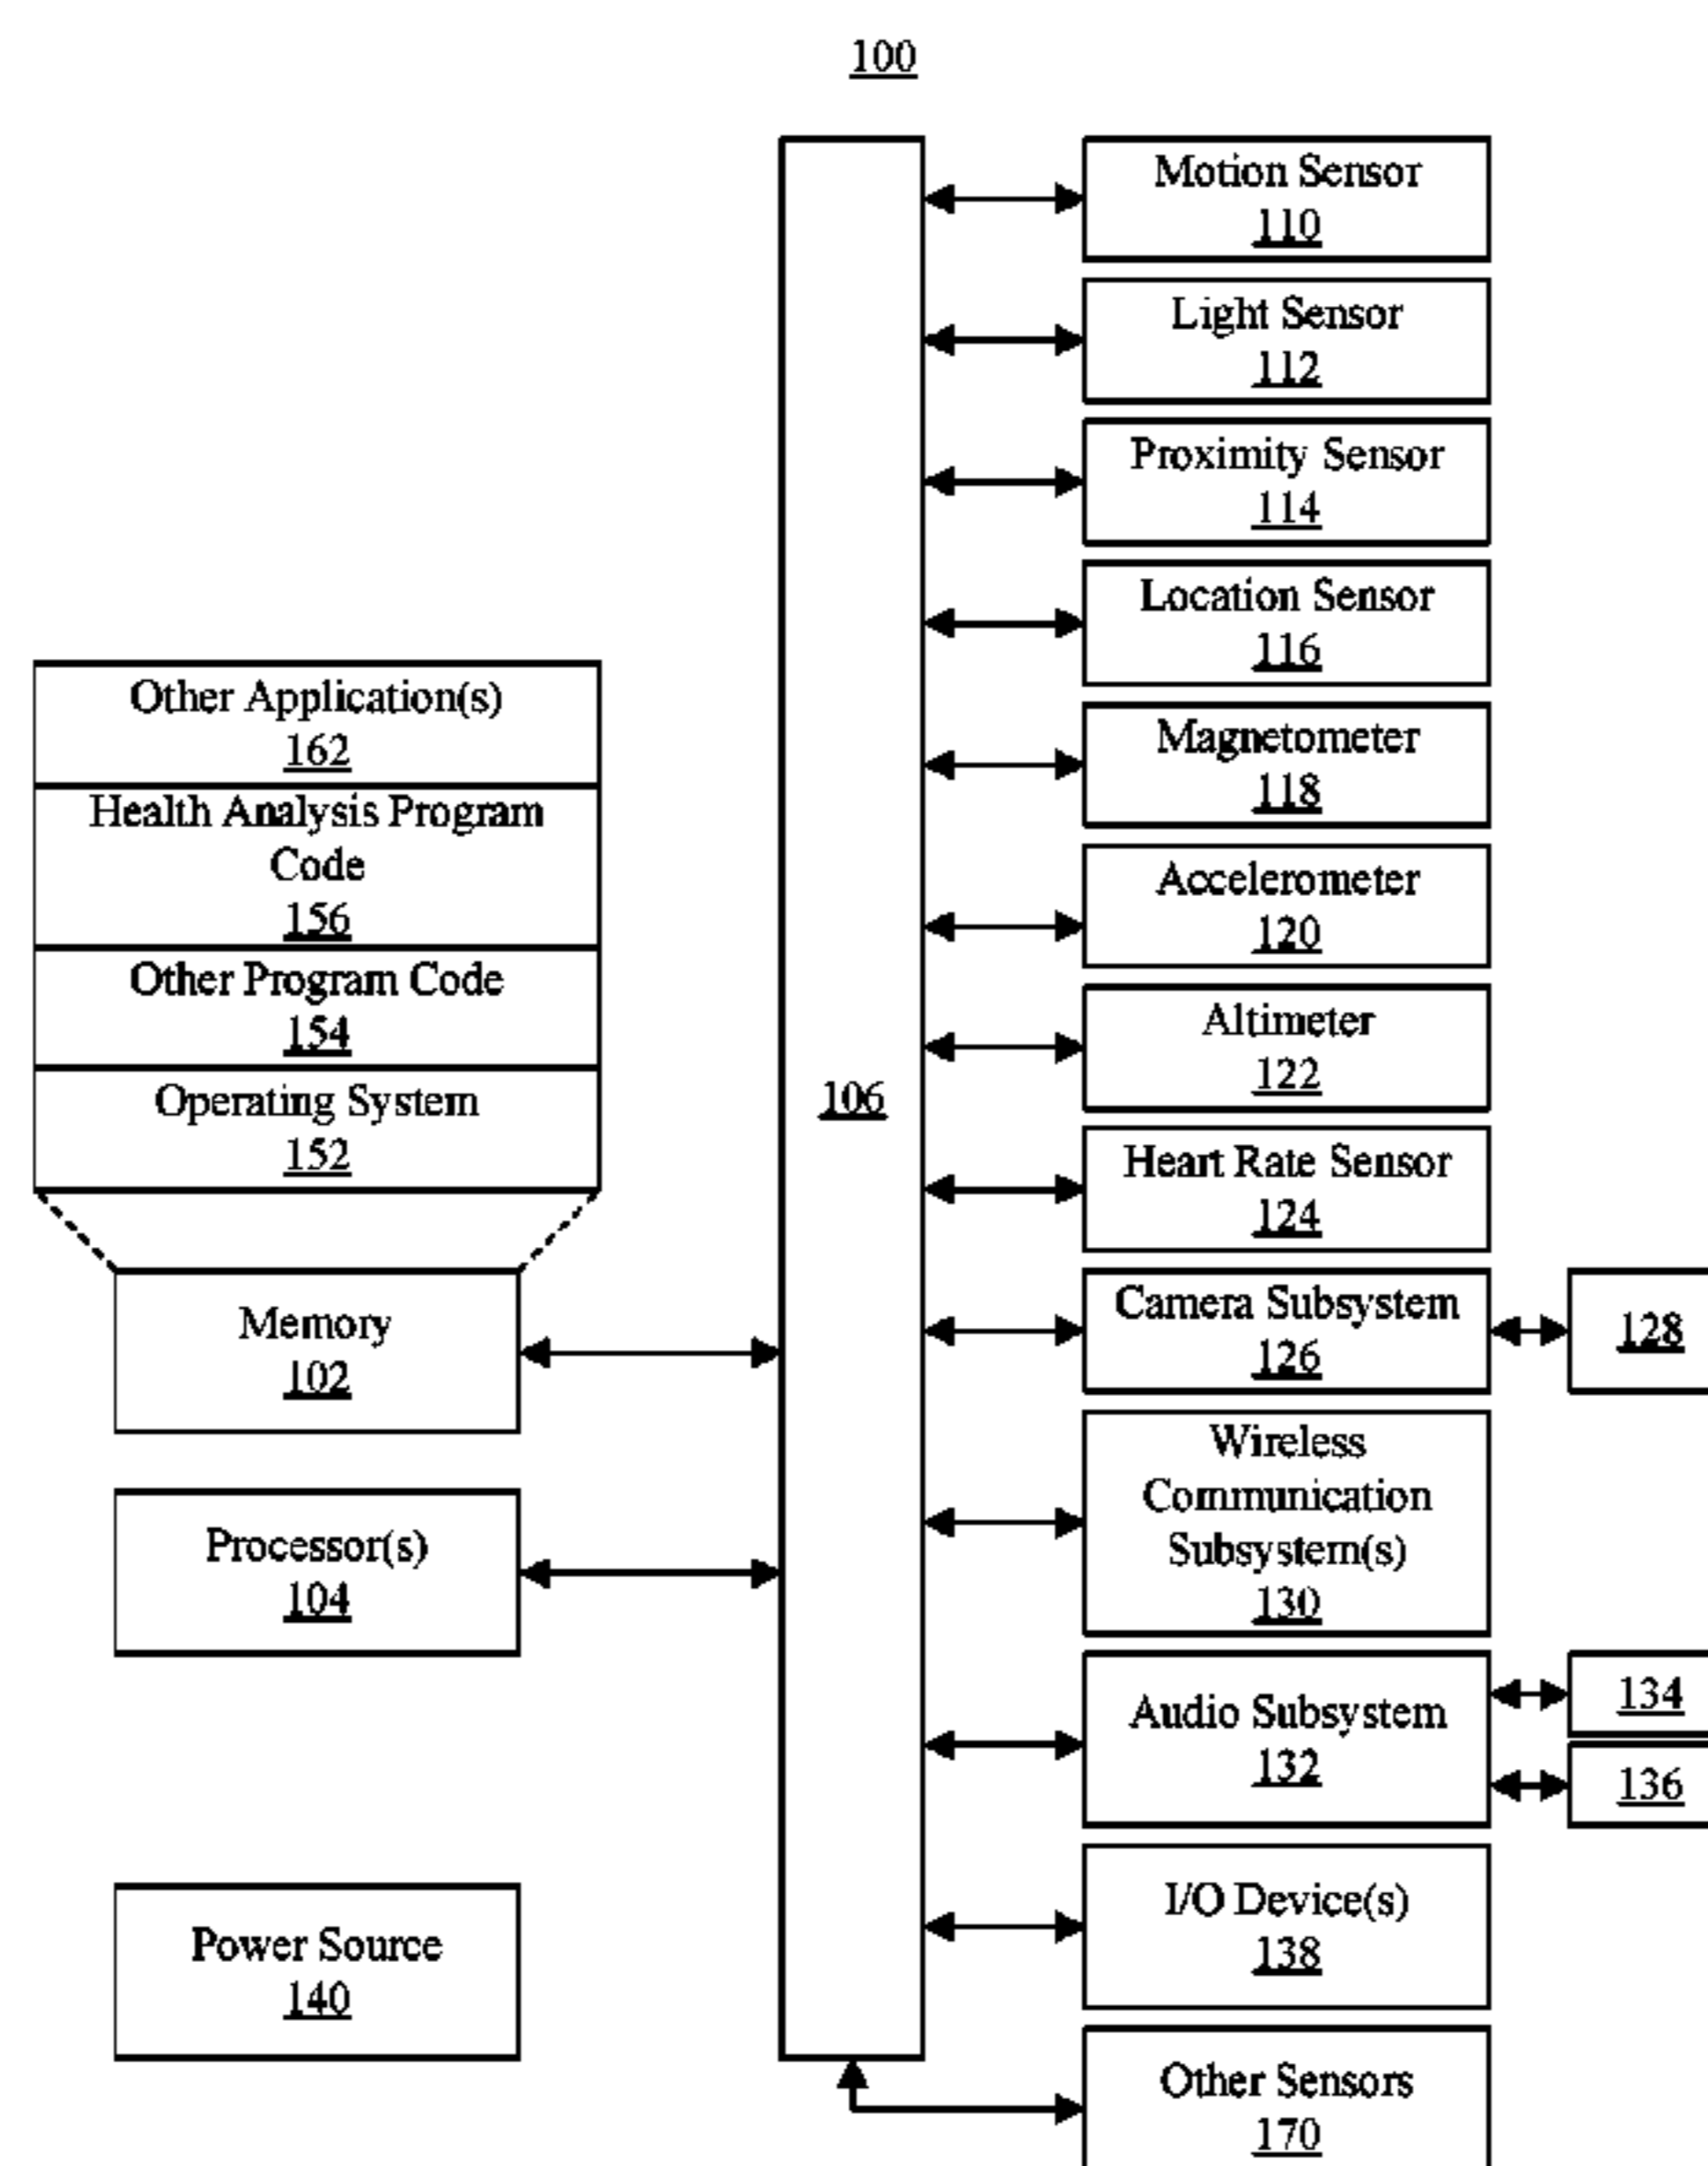 100
Motion Sensor
110
Light Sensor
112
Proximity Sensor
114
Location Sensor
116
Magnetometer
118
Accelerometer
120
Altimeter
122
Heart Rate Sensor
124
Camera Subsystem
126
128
Wireless
Communication
Subsystem(s)
130
Audio Subsystem
132
134
136
I/O Device(s)
138
Other Sensors
170
106
Other Application(s)
162
Health Analysis Program
Code
156
Other Program Code
154
Operating System
152
Memory
102
Processor(s)
104
Power Source
140